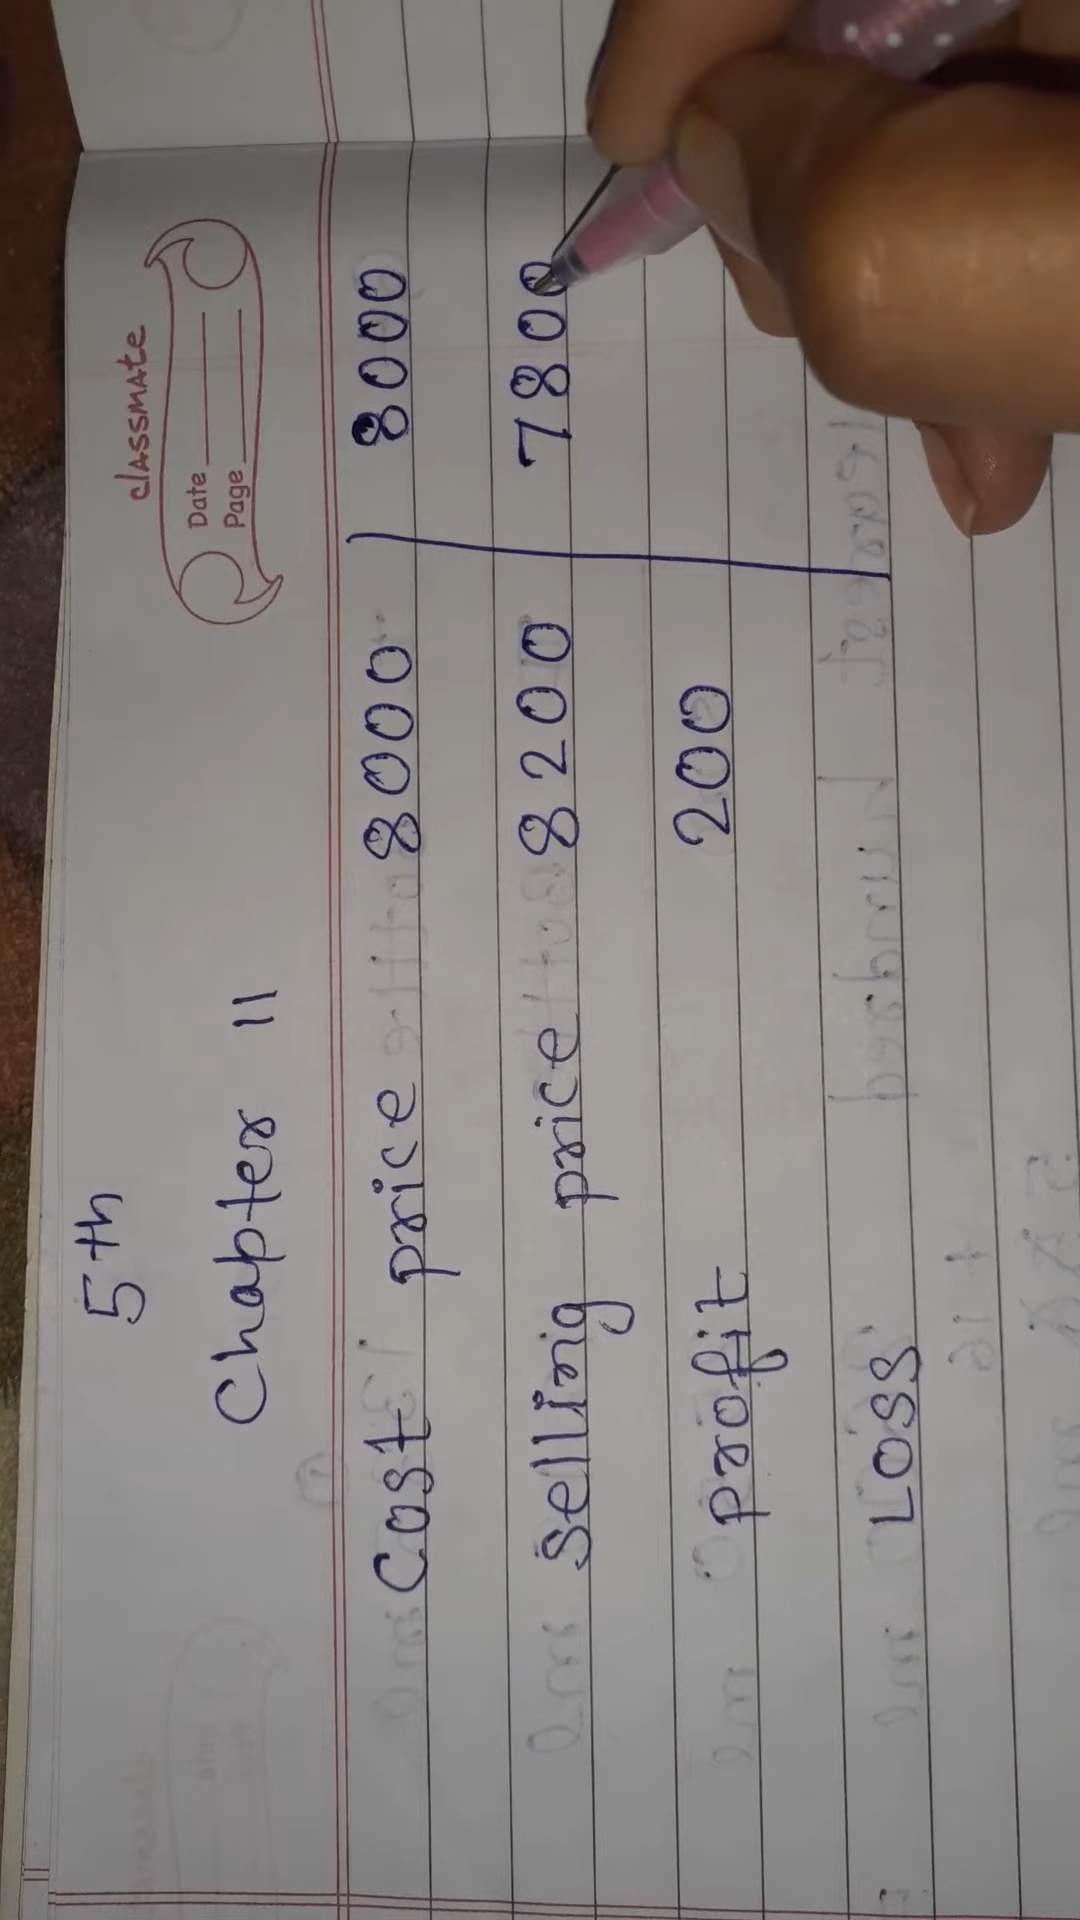 5th
classmate
Date
Page
Chapter 11
Cost price 8000 8000
Selling price 8200 7800
Profit 200
Loss